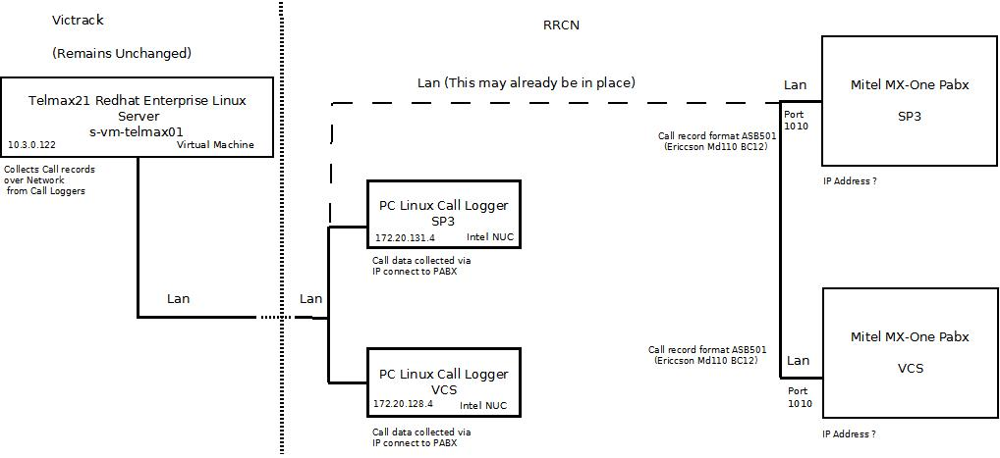 Victrack
(Remains Unchanged)
Telmax21 Redhat Enterprise Linux
Server
s-vm-telmax01
10.3.0.122 Virtual Machine
Collects Call records
over Network
from Call Loggers
Lan
RRCN
Lan (This may already be in place)
Lan
PC Linux Call Logger
SP3
172.20.131.4 Intel NUC
Call data collected via
IP connect to PABX
PC Linux Call Logger
VCS
172.20.128.4 Intel NUC
Call data collected via
IP connect to PABX
Lan
Port
1010
Call record format ASB501
(Ericcson Md110 BC12)
Mitel MX-One Pabx
SP3
IP Address ?
Call record format ASB501
(Ericcson Md110 BC12)
Lan
Port
1010
Mitel MX-One Pabx
VCS
IP Address ?